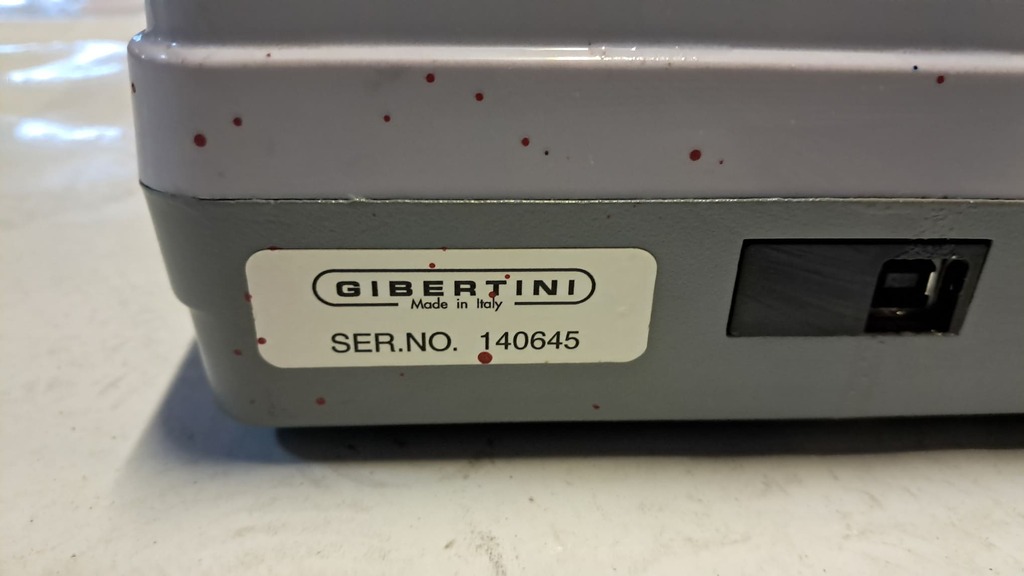 GIBERTINI
Made in Italy
SER.NO. 140645